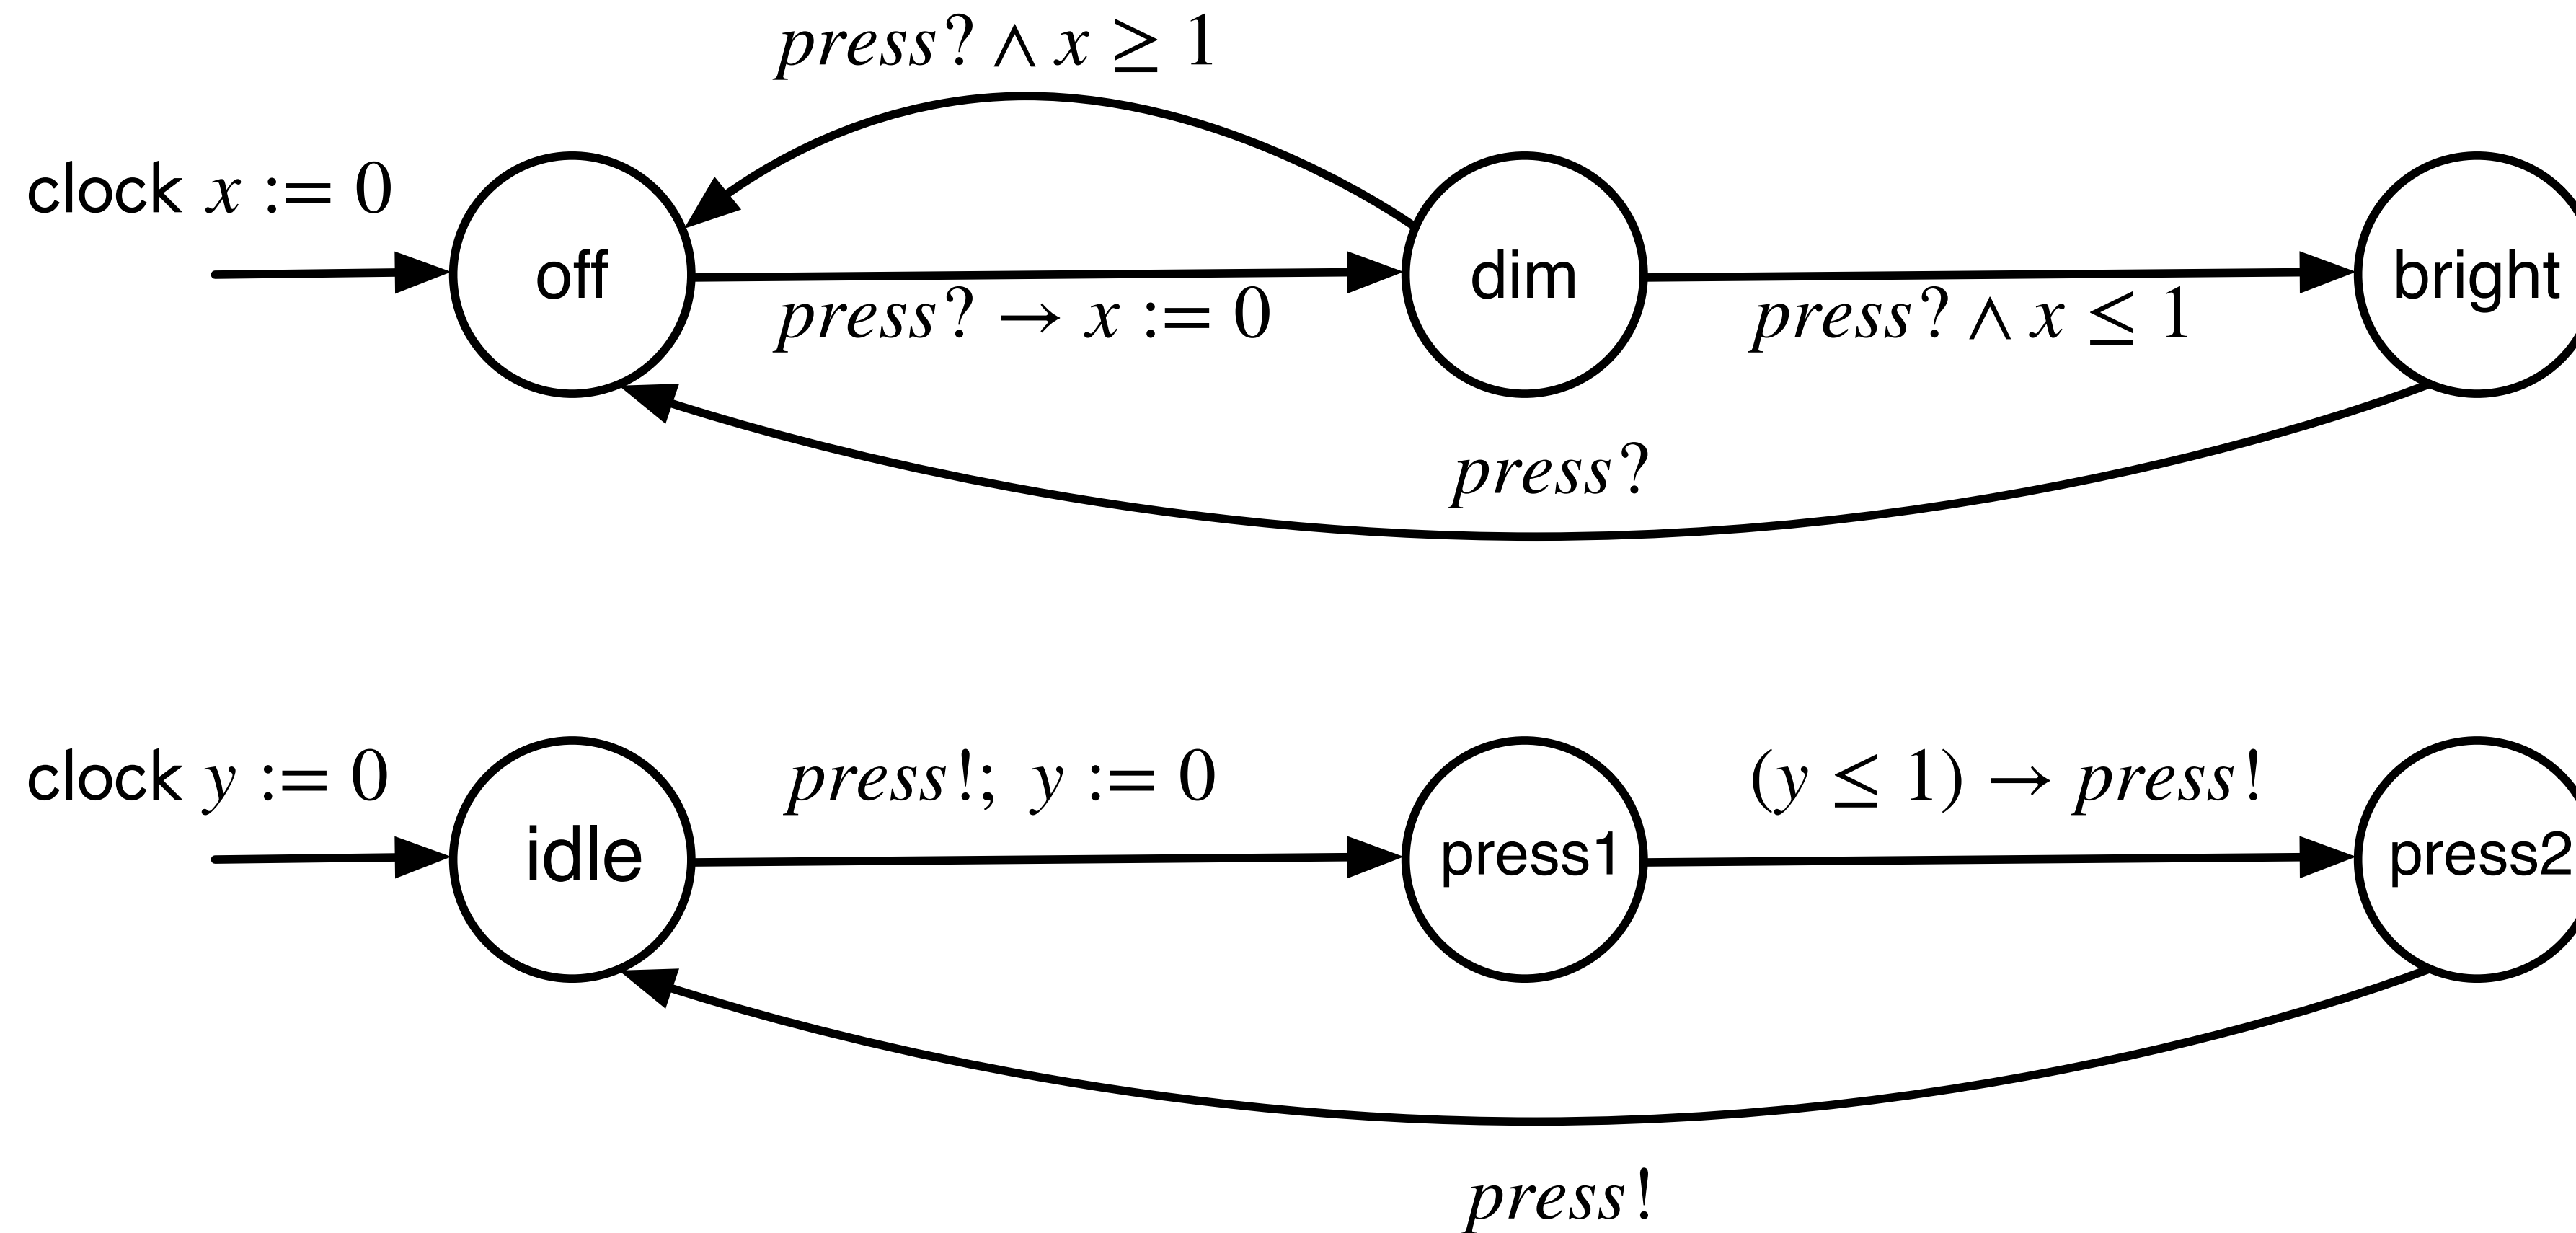 press? ∧ x ≥ 1
clock x := 0
off
dim
bright
press? → x := 0
press? ∧ x ≤ 1
press?
clock y := 0
press!; y := 0
(y ≤ 1) → press!
idle
press1
press2
press!